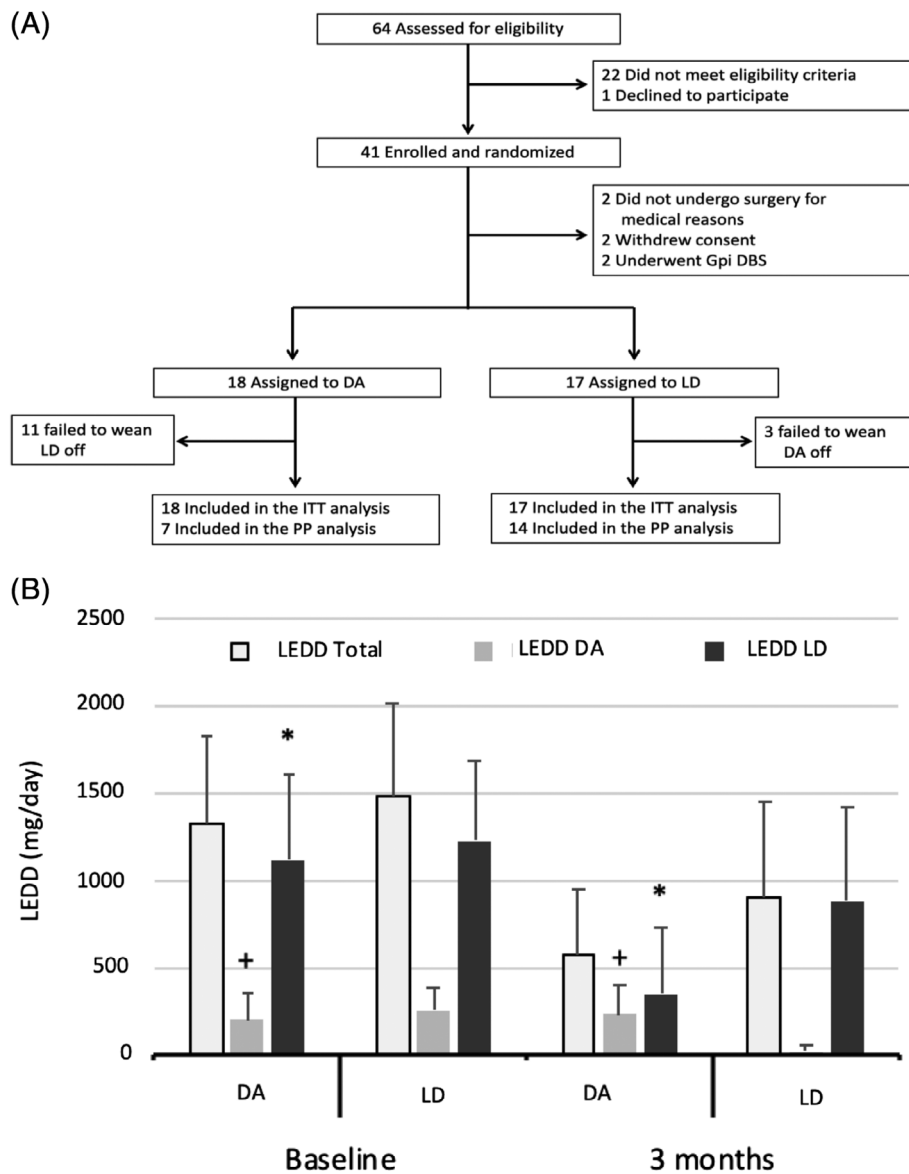 (A)
64 Assessed for eligibility
22 Did not meet eligibility criteria
1 Declined to participate
41 Enrolled and randomized
2 Did not undergo surgery for
medical reasons
2 Withdrew consent
2 Underwent Gpi DBS
18 Assigned to DA
17 Assigned to LD
11 failed to wean
LD off
3 failed to wean
DA off
18 Included in the ITT analysis
7 Included in the PP analysis
17 Included in the ITT analysis
14 Included in the PP analysis
(B)
2500
LEDD Total
LEDD DA
LEDD LD
2000
*
1500
LEDD (mg/day)
1000
*
+
+
500
0
DA
LD
DA
LD
Baseline
3 months